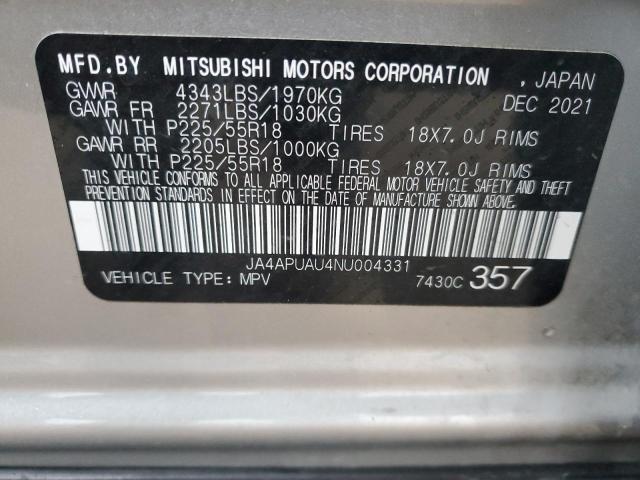 MFD.BY MITSUBISHI MOTORS CORPORATION . JAPAN
GVWR 4343LBS/1970KG DEC 2021
GAWR FR 2271LBS/1030KG
WITH P225/55R18 TIRES 18X7.0J RIMS
GAWR RR 2205LBS/1000KG
WITH P225/55R18 TIRES 18X7.0J RIMS
THIS VEHICLE CONFORMS TO ALL APPLICABLE FEDERAL MOTOR VEHICLE SAFETY AND THEFT
PREVENTION STANDARDS IN EFFECT ON THE DATE OF MANUFACTURE SHOWN ABOVE.
JA4APUAU4NU004331
VEHICLE TYPE: MPV 7430C 357